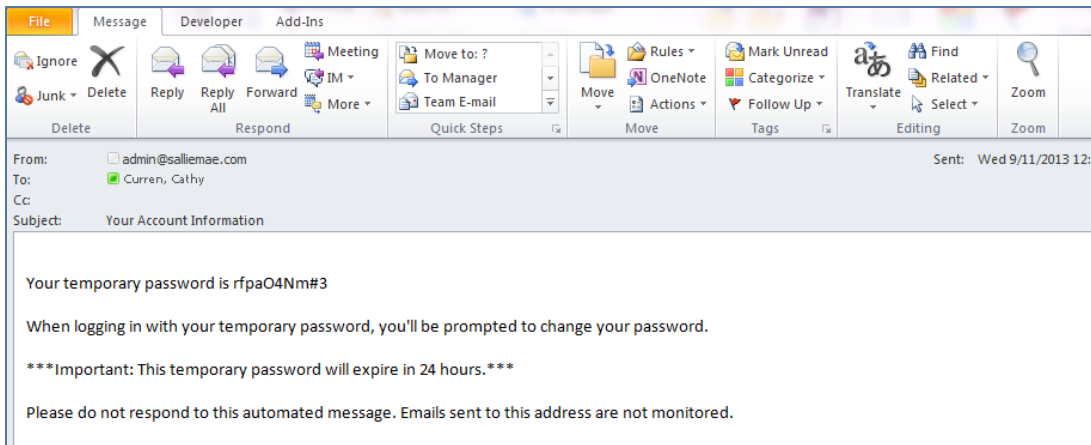 File Message Developer Add-Ins
Ignore
Junk
Delete
Reply
Reply All
Forward
Meeting
IM
More
Move to: ?
To Manager
Team E-mail
Move
Rules
OneNote
Actions
Mark Unread
Categorize
Follow Up
Translate
Find
Related
Select
Zoom
Delete Respond Quick Steps Move Tags Editing Zoom
From: admin@salliemae.com Sent: Wed 9/11/2013 12:
To: Curren, Cathy
Cc:
Subject: Your Account Information
Your temporary password is rfpaO4Nm#3
When logging in with your temporary password, you'll be prompted to change your password.
***Important: This temporary password will expire in 24 hours.***
Please do not respond to this automated message. Emails sent to this address are not monitored.